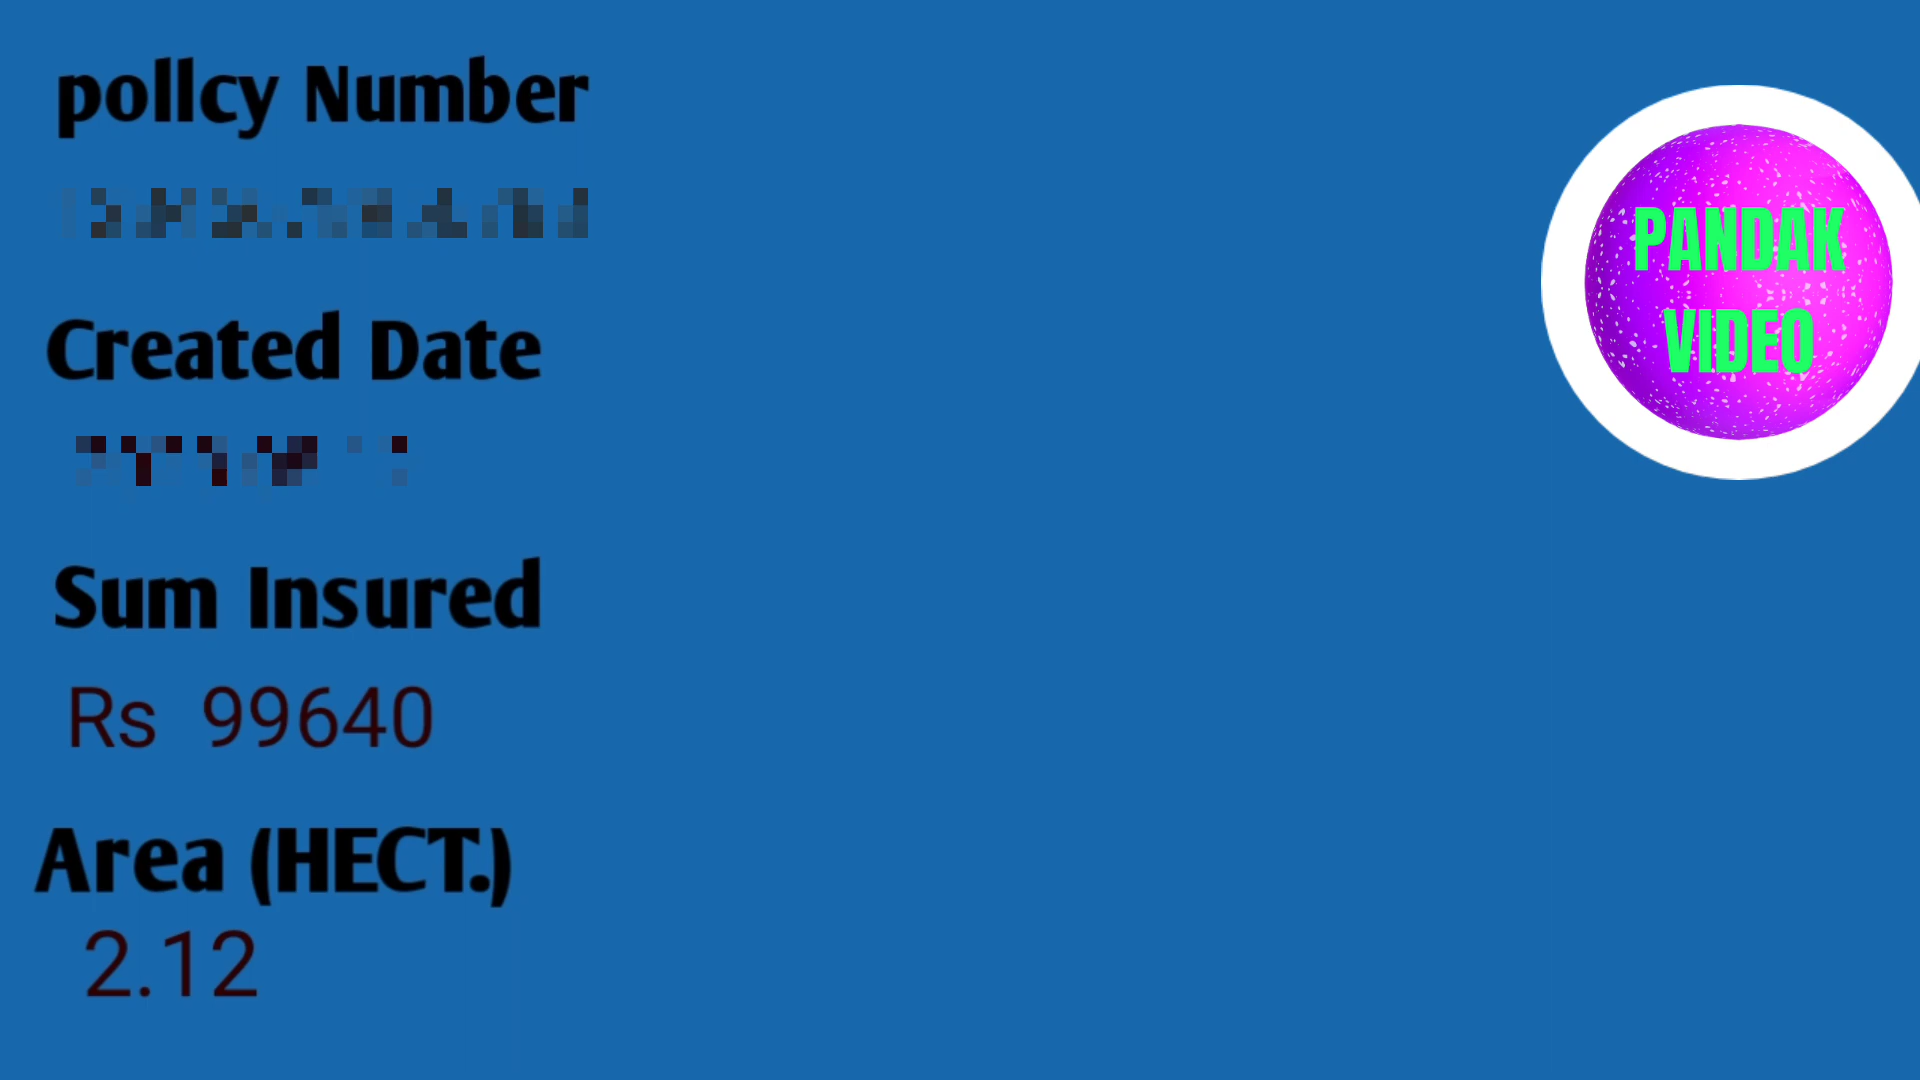 pollcy Number
Created Date
Sum Insured
Rs 99640
Area (HECT.)
2.12
PANDAK
VIDEO